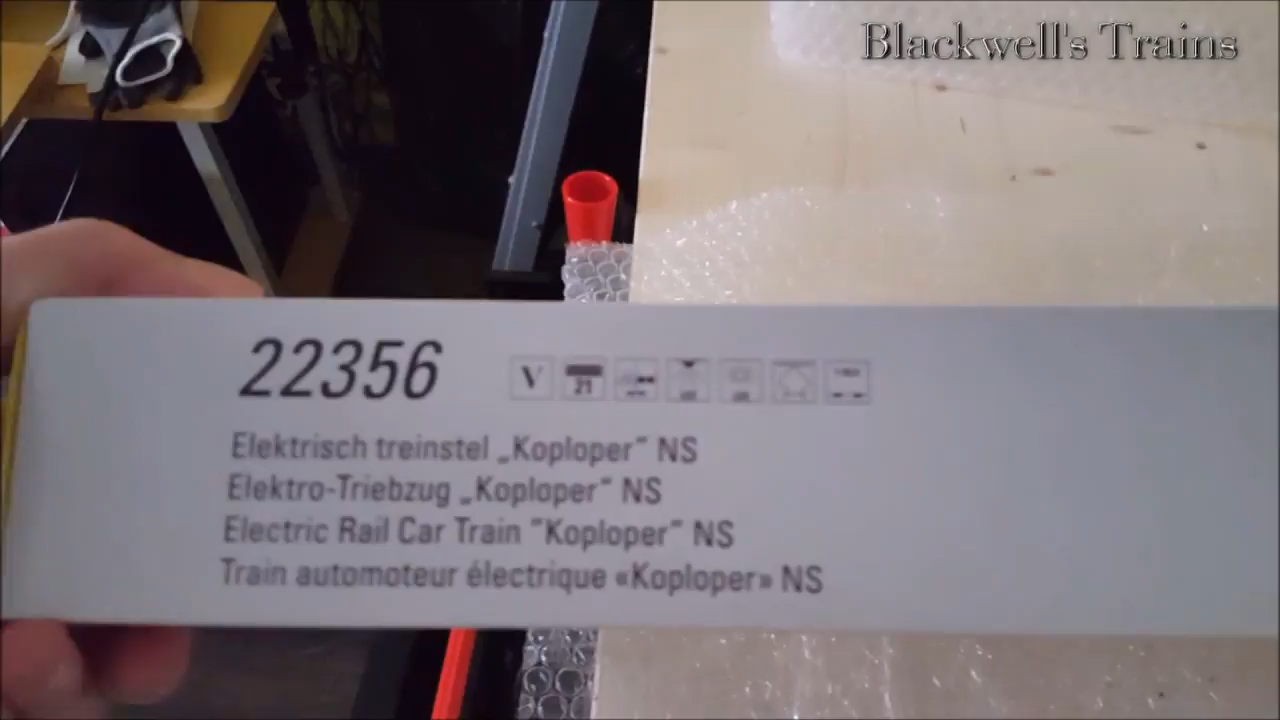 Blackwell's Trains
22356 V 21
Elektrisch treinstel „Koploper" NS
Elektro-Triebzug „Koploper" NS
Electric Rail Car Train "Koploper" NS
Train automoteur électrique «Koploper» NS